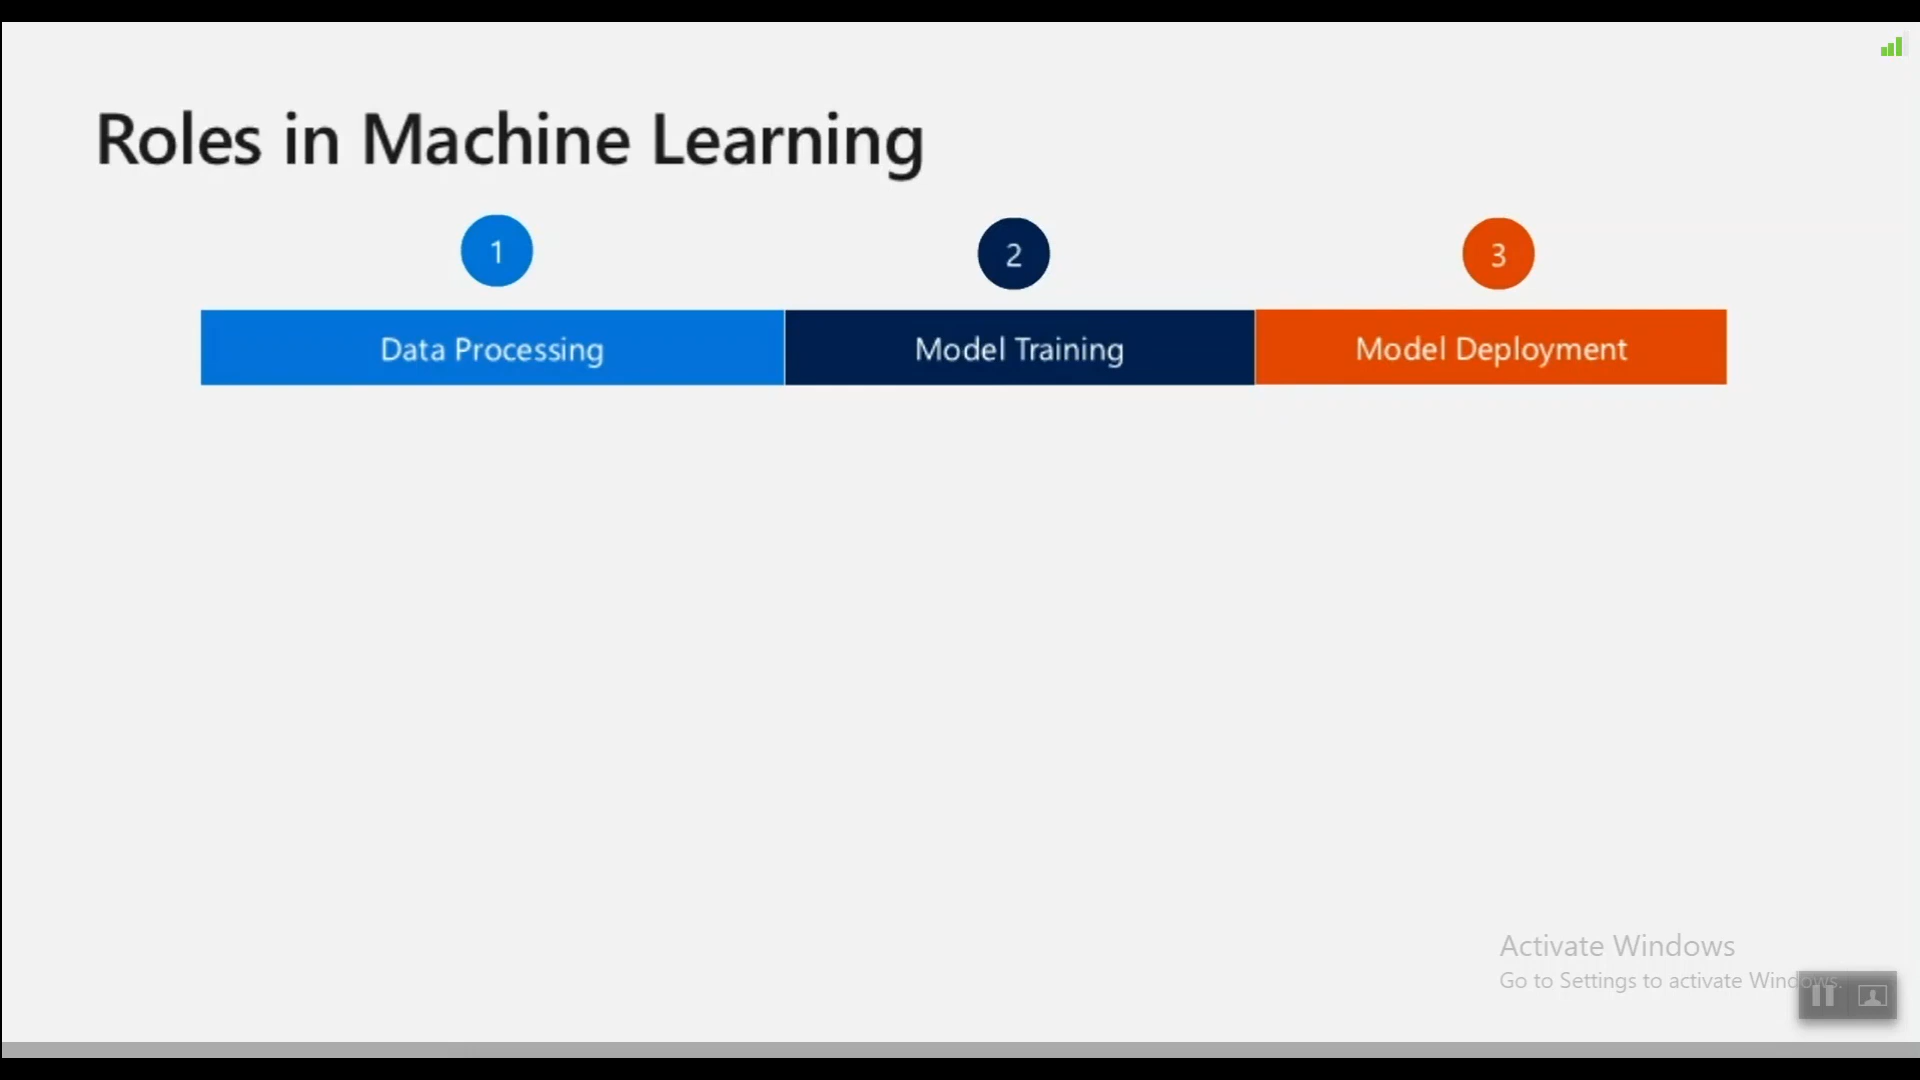 Roles in Machine Learning
1
2
3
Data Processing
Model Training
Model Deployment
Activate Windows
Go to Settings to activate Windows.